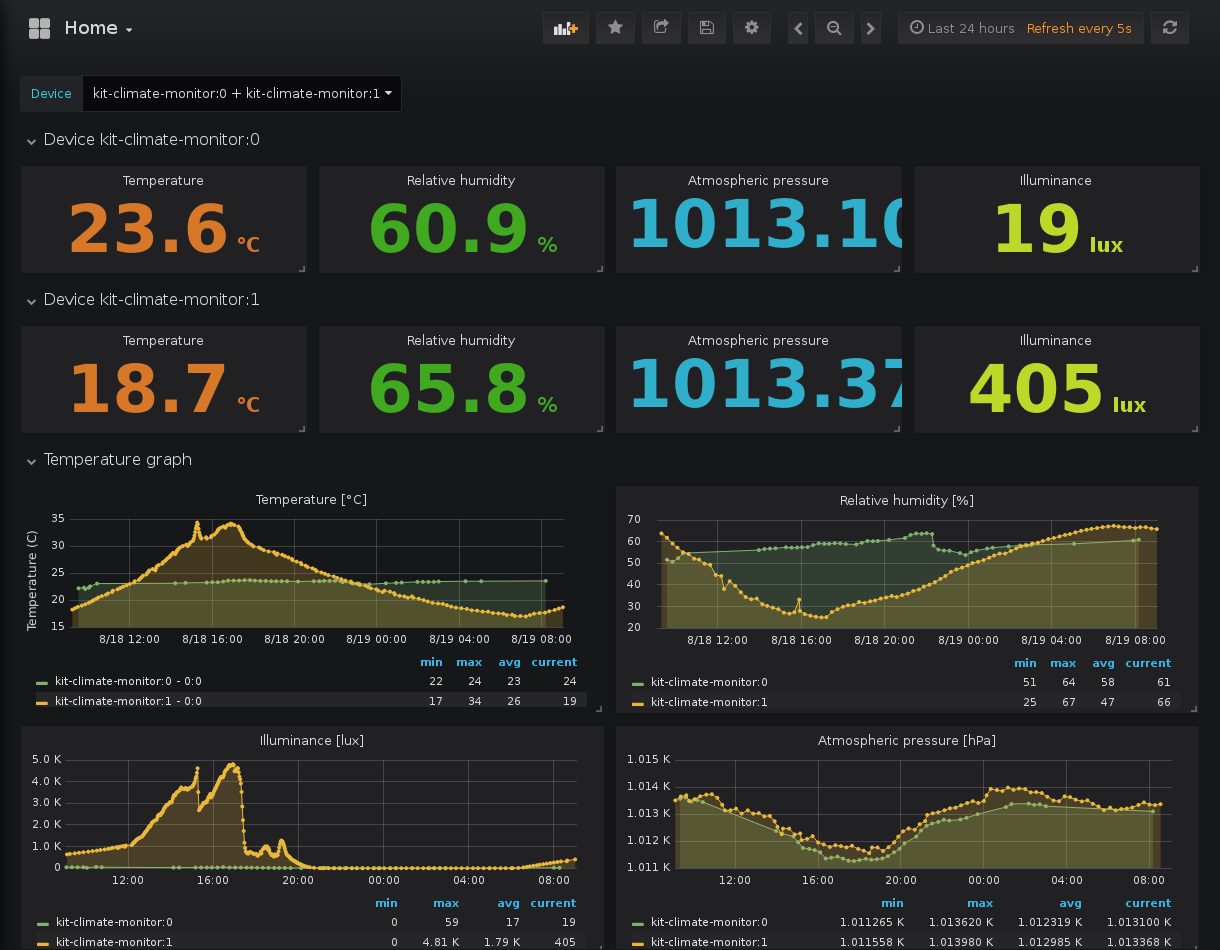 Home
Last 24 hours Refresh every 5s
Device kit-climate-monitor:0 + kit-climate-monitor:1
Device kit-climate-monitor:0
Temperature Relative humidity Atmospheric pressure Illuminance
23.6 °C 60.9 % 1013.10 19 lux
Device kit-climate-monitor:1
Temperature Relative humidity Atmospheric pressure Illuminance
18.7 °C 65.8 % 1013.37 405 lux
Temperature graph
Temperature [°C]
Temperature (C)
35
30
25
20
15
8/18 12:00 8/18 16:00 8/18 20:00 8/19 00:00 8/19 04:00 8/19 08:00
min max avg current
kit-climate-monitor:0 - 0:0 22 24 23 24
kit-climate-monitor:1 - 0:0 17 34 26 19
Relative humidity [%]
70
60
50
40
30
20
8/18 12:00 8/18 16:00 8/18 20:00 8/19 00:00 8/19 04:00 8/19 08:00
min max avg current
kit-climate-monitor:0 51 64 58 61
kit-climate-monitor:1 25 67 47 66
Illuminance [lux]
5.0 K
4.0 K
3.0 K
2.0 K
1.0 K
0
12:00 16:00 20:00 00:00 04:00 08:00
min max avg current
kit-climate-monitor:0 0 59 17 19
kit-climate-monitor:1 0 4.81 K 1.79 K 405
Atmospheric pressure [hPa]
1.015 K
1.014 K
1.013 K
1.012 K
1.011 K
12:00 16:00 20:00 00:00 04:00 08:00
min max avg current
kit-climate-monitor:0 1.011265 K 1.013620 K 1.012319 K 1.013100 K
kit-climate-monitor:1 1.011558 K 1.013980 K 1.012985 K 1.013368 K